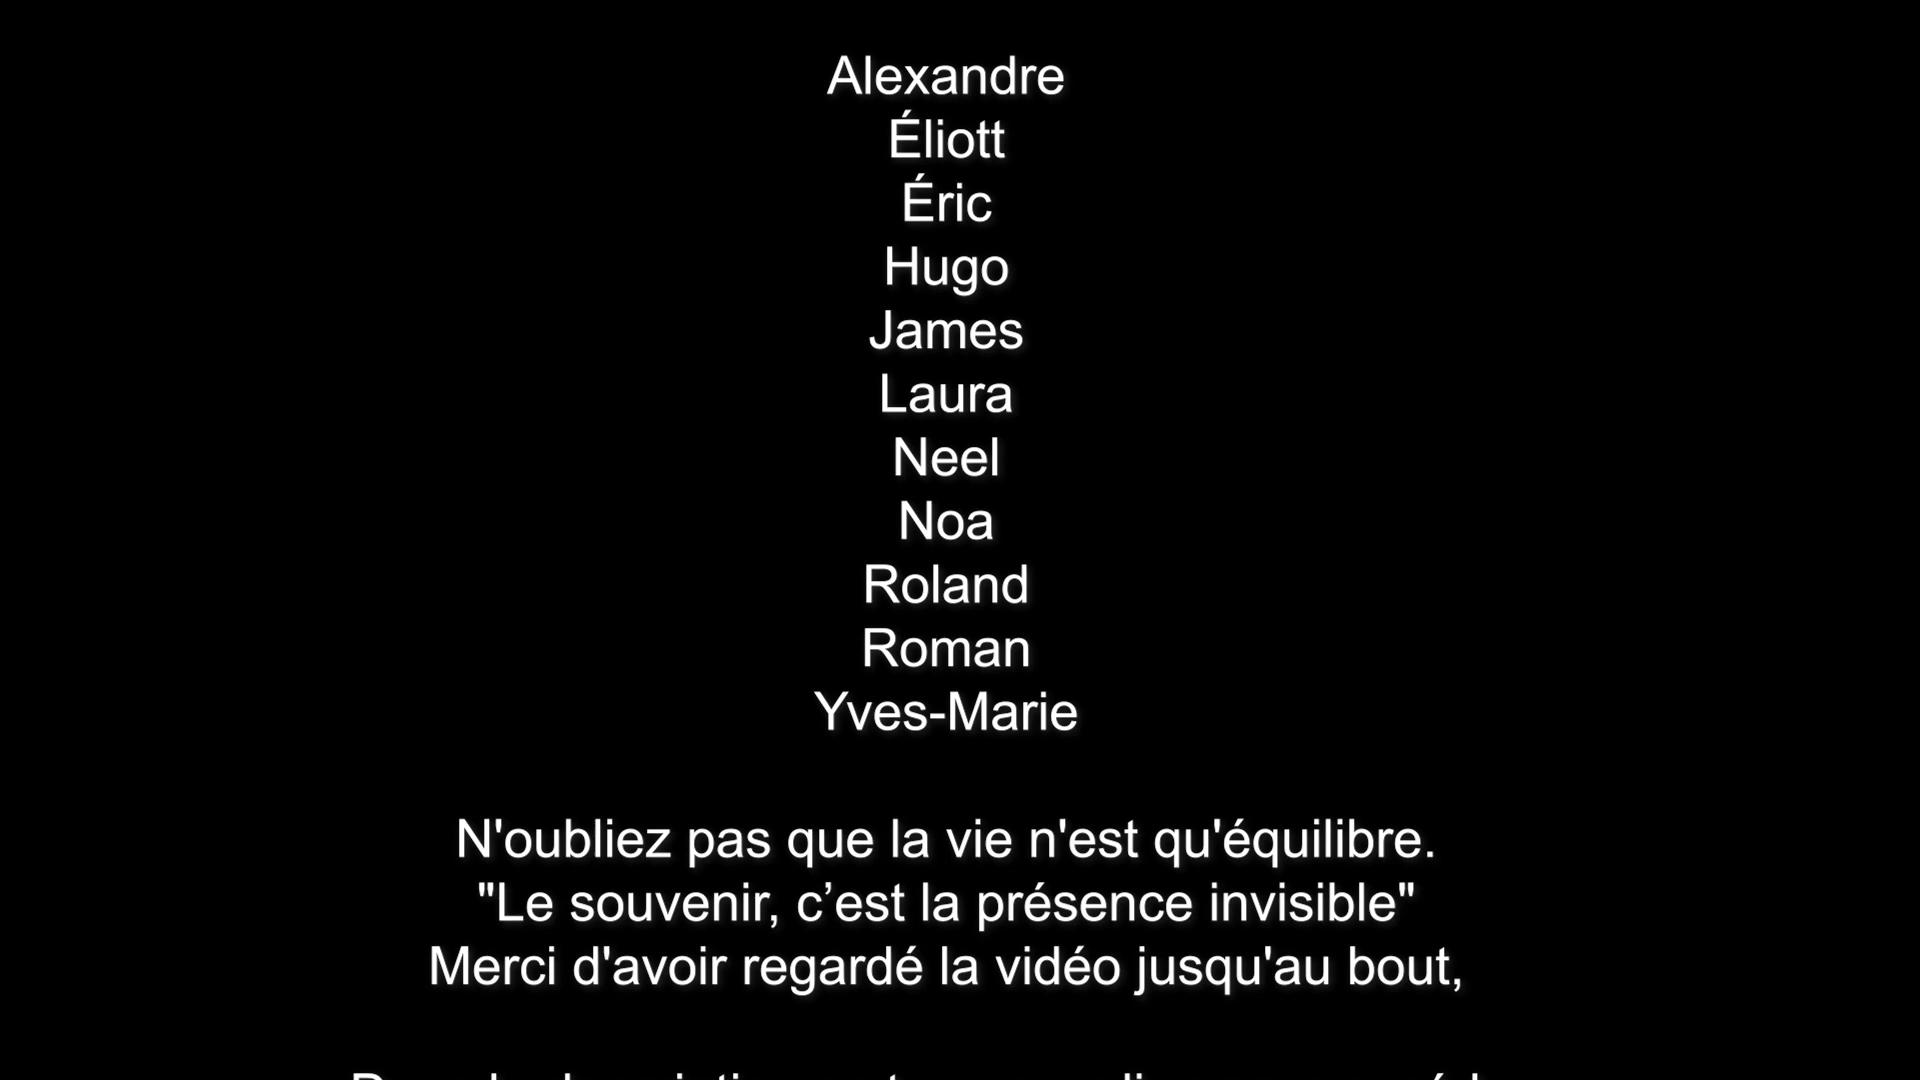 Alexandre
Éliott
Éric
Hugo
James
Laura
Neel
Noa
Roland
Roman
Yves-Marie
N'oubliez pas que la vie n'est qu'équilibre.
"Le souvenir, c’est la présence invisible"
Merci d'avoir regardé la vidéo jusqu'au bout,